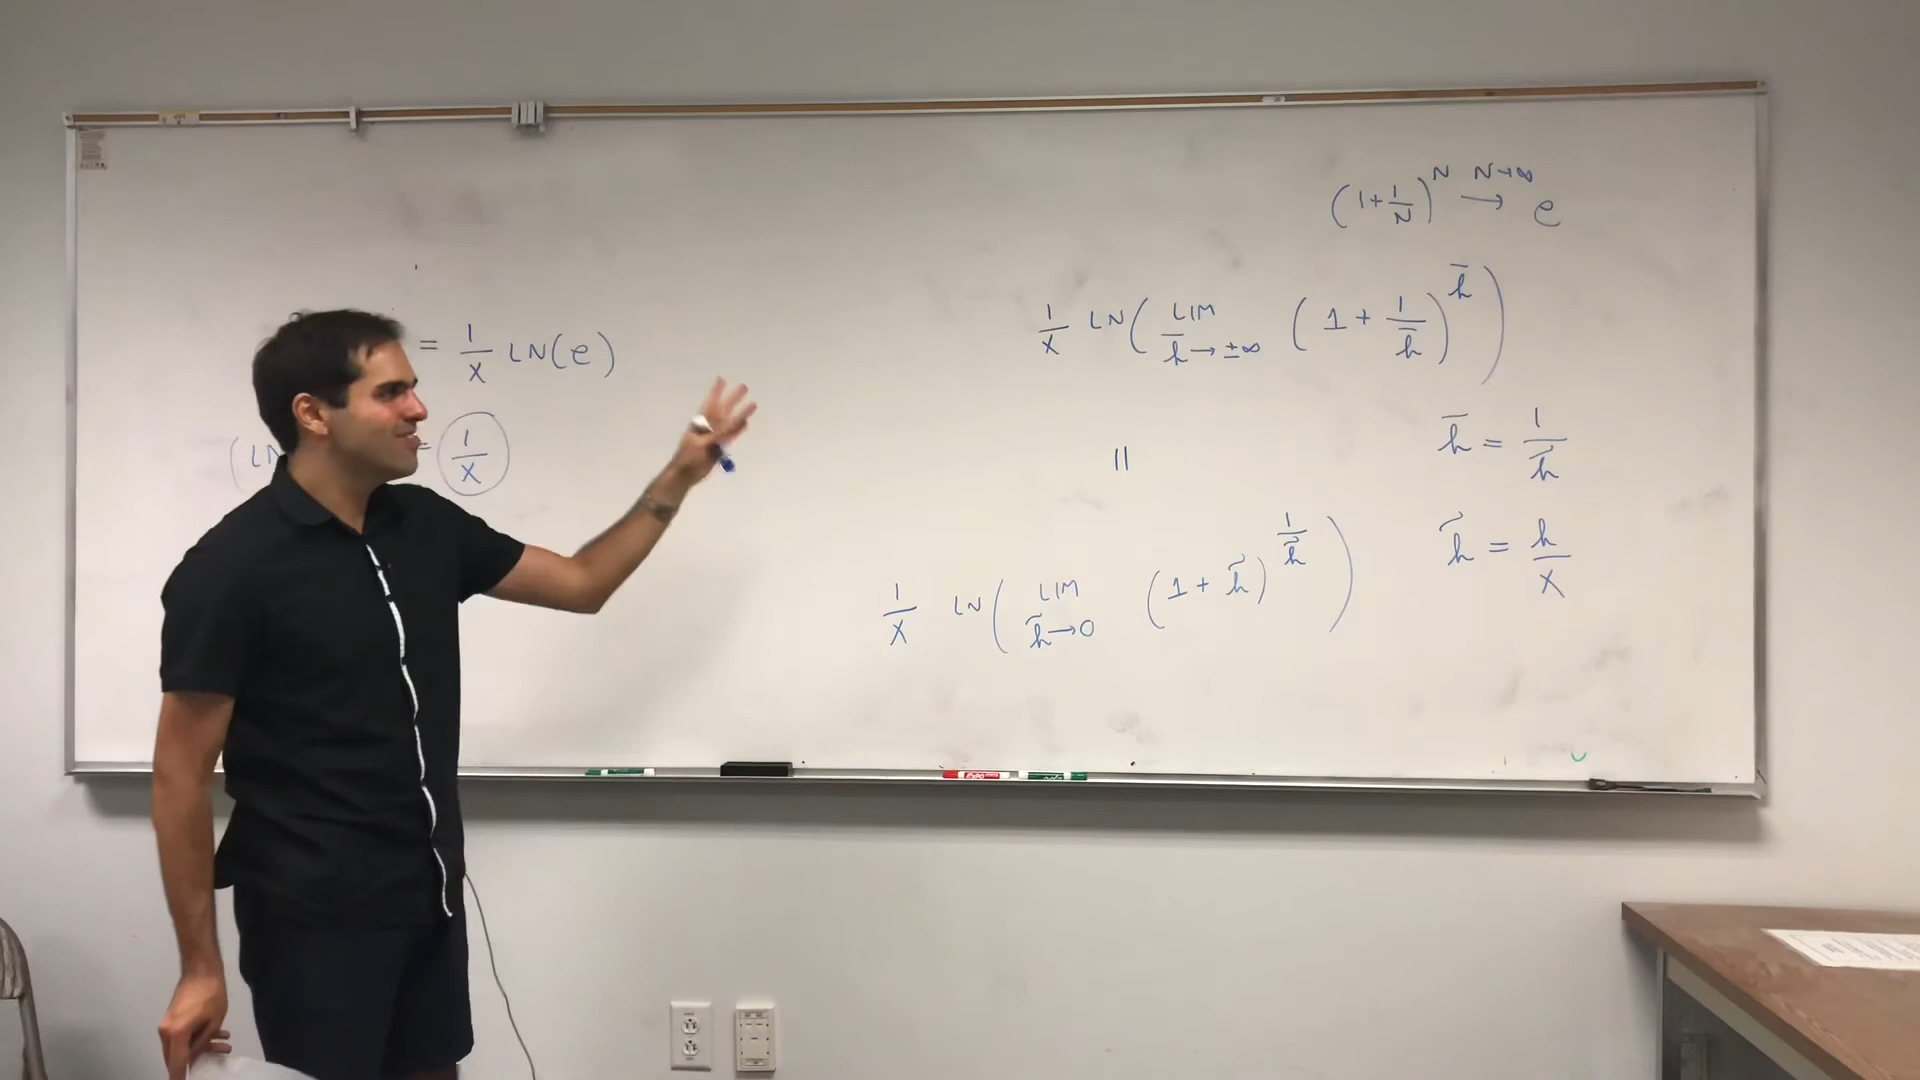 = 1/X LN(e)
(LN = 1/X
(1+1/N)^N N→∞ → e
1/X LN( LIM h̄→±∞ (1 + 1/h̄)^h̄ )
||
h̄ = 1/h̃
h̃ = h/X
1/X LN( LIM h̃→0 (1 + h̃)^1/h̃ )